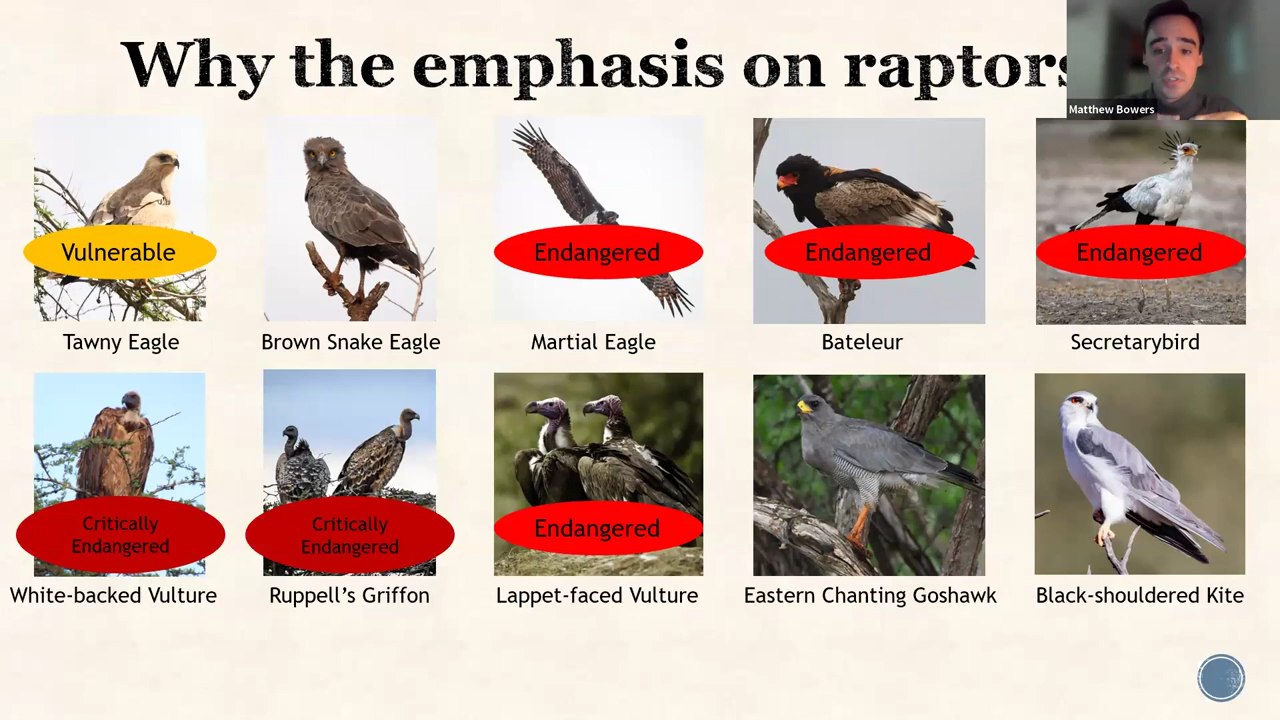 Why the emphasis on raptors
Matthew Bowers
Vulnerable
Endangered
Endangered
Endangered
Tawny Eagle
Brown Snake Eagle
Martial Eagle
Bateleur
Secretarybird
Critically
Endangered
Critically
Endangered
Endangered
White-backed Vulture
Ruppell's Griffon
Lappet-faced Vulture
Eastern Chanting Goshawk
Black-shouldered Kite